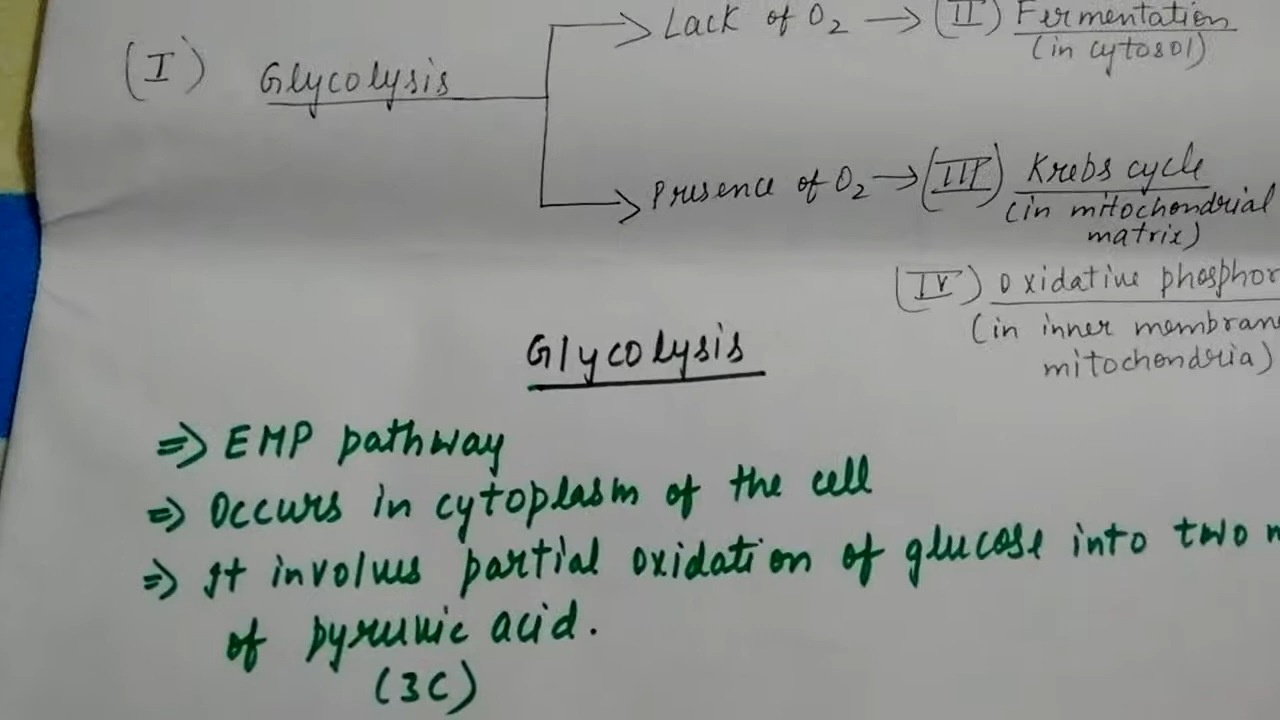 Lack of O2 → (II) Fermentation
(in cytosol)
(I) Glycolysis
Presence of O2 → (III) Krebs cycle
(in mitochondrial
matrix)
(IV) Oxidative phosphor
(in inner membran
mitochondria)
Glycolysis
⇒ EMP pathway
⇒ Occurs in cytoplasm of the cell
⇒ It involves partial oxidation of glucose into two
of pyruvic acid.
(3C)